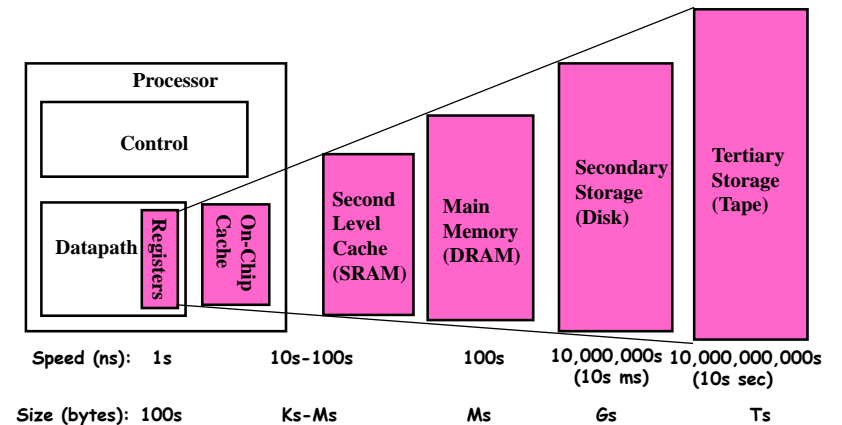 Processor
Control
Datapath
Registers
On-Chip
Cache
Second
Level
Cache
(SRAM)
Main
Memory
(DRAM)
Secondary
Storage
(Disk)
Tertiary
Storage
(Tape)
Speed (ns): 1s 10s-100s 100s 10,000,000s 10,000,000,000s
(10s ms) (10s sec)
Size (bytes): 100s Ks-Ms Ms Gs Ts